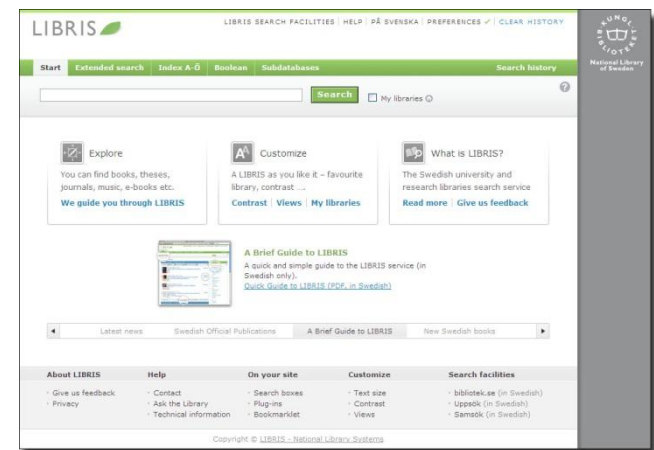 LIBRIS
LIBRIS SEARCH FACILITIES | HELP | PÅ SVENSKA | PREFERENCES ✓ | CLEAR HISTORY
KUNGL.
BIBLIOTEKET
National Library
of Sweden
Start Extended search Index A-Ö Boolean Subdatabases Search history
Search My libraries
Explore
You can find books, theses,
journals, music, e-books etc.
We guide you through LIBRIS
Customize
A LIBRIS as you like it – favourite
library, contrast ...
Contrast | Views | My libraries
What is LIBRIS?
The Swedish university and
research libraries search service
Read more | Give us feedback
A Brief Guide to LIBRIS
A quick and simple guide to the LIBRIS service (in
Swedish only).
Quick Guide to LIBRIS (PDF, in Swedish)
Latest news Swedish Official Publications A Brief Guide to LIBRIS New Swedish books
About LIBRIS
· Give us feedback
· Privacy
Help
· Contact
· Ask the Library
· Technical information
On your site
· Search boxes
· Plug-ins
· Bookmarklet
Customize
· Text size
· Contrast
· Views
Search facilities
· bibliotek.se (in Swedish)
· Uppsök (in Swedish)
· Samsök (in Swedish)
Copyright © LIBRIS - National Library Systems